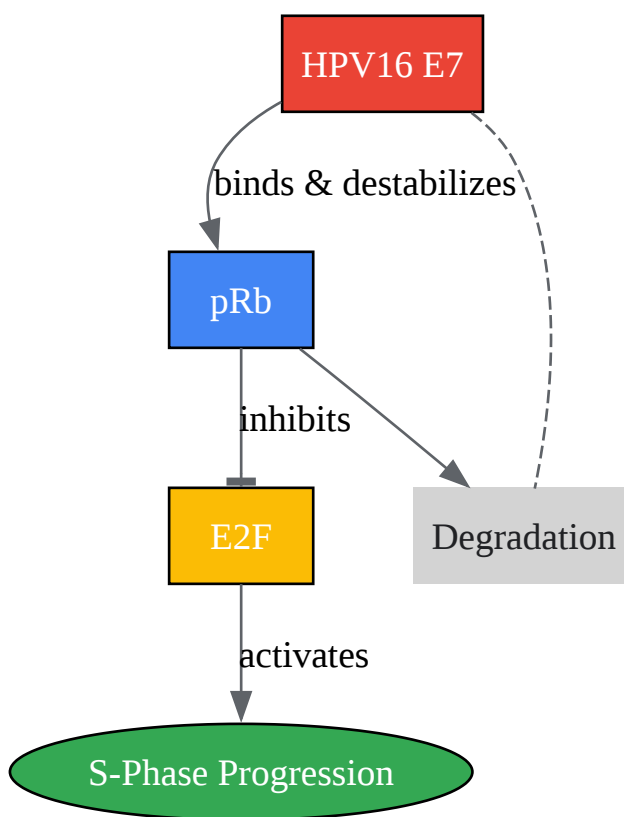 HPV16 E7
binds & destabilizes
pRb
inhibits
E2F
Degradation
activates
S-Phase Progression